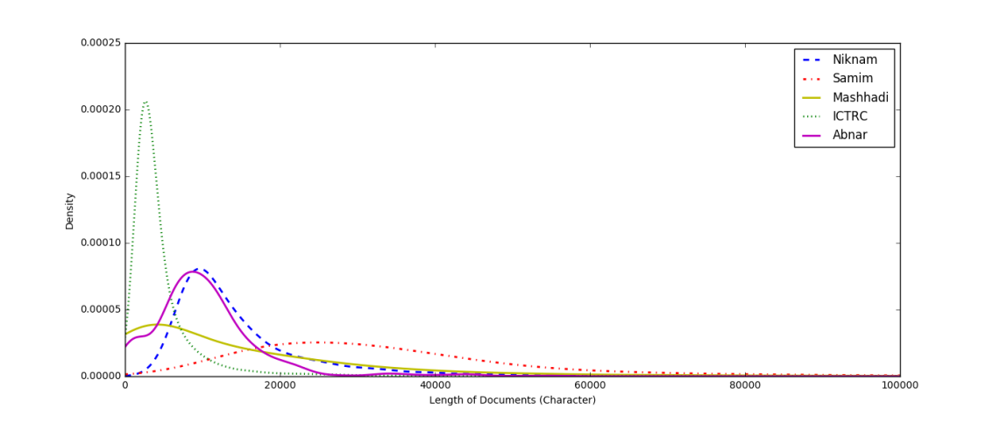 0.00025
0.00020
0.00015
0.00010
0.00005
0.00000
Density
0
20000
40000
60000
80000
100000
Length of Documents (Character)
Niknam
Samim
Mashhadi
ICTRC
Abnar